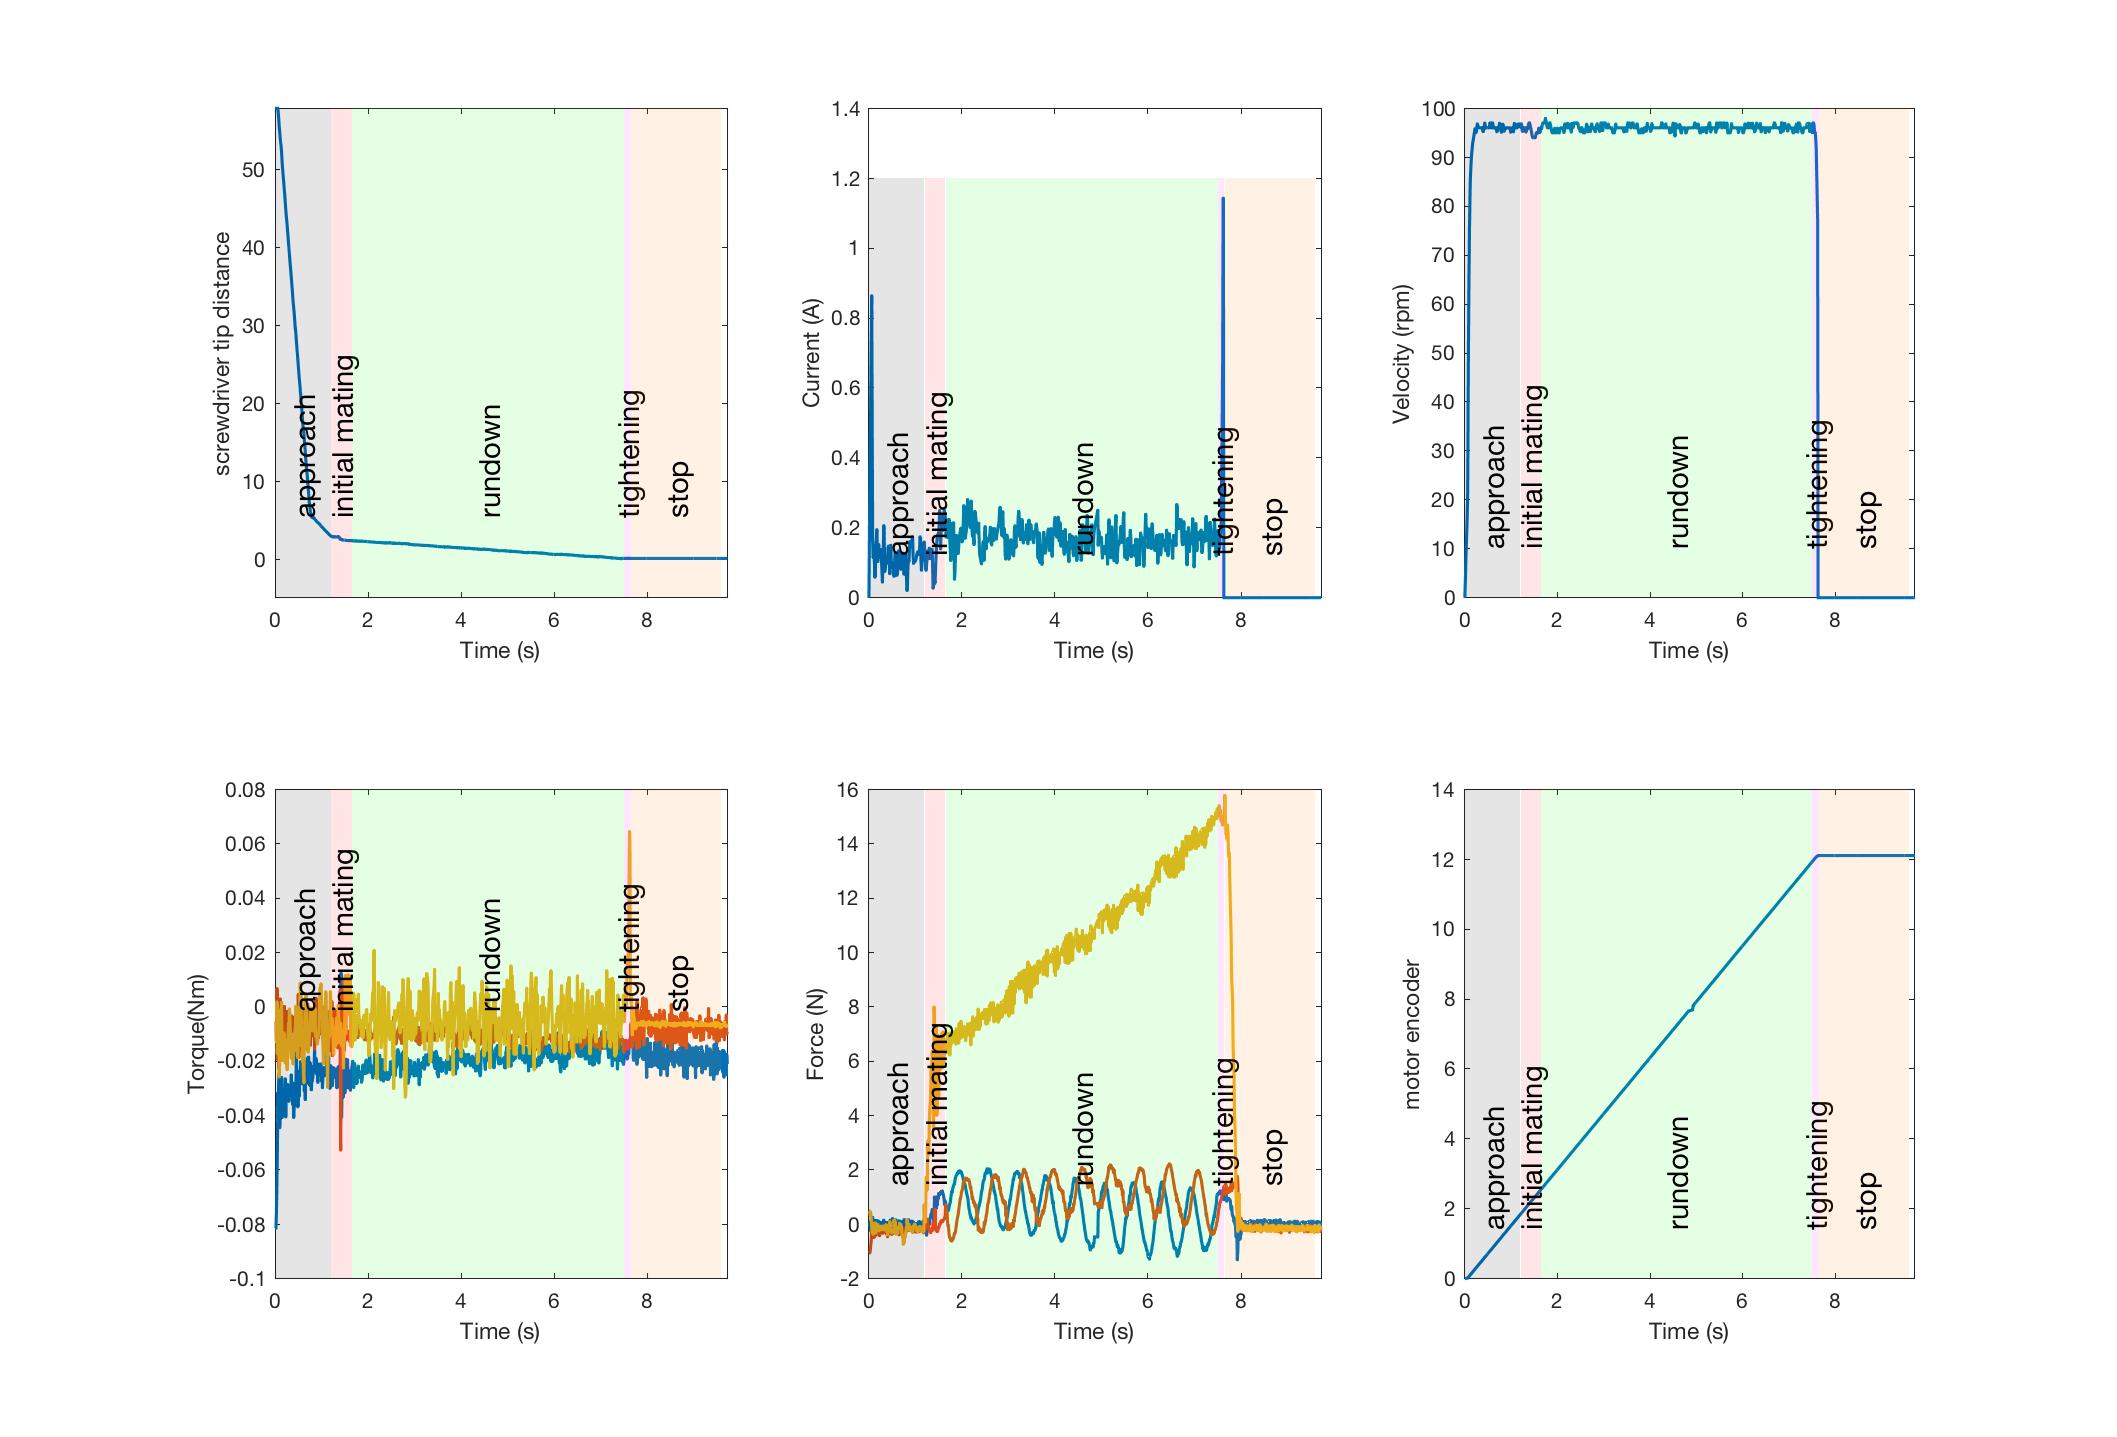 screwdriver tip distance
50
40
30
20
10
0
approach
initial mating
rundown
tightening
stop
0 2 4 6 8
Time (s)
Current (A)
1.4
1.2
1
0.8
0.6
0.4
0.2
0
approach
initial mating
rundown
tightening
stop
0 2 4 6 8
Time (s)
Velocity (rpm)
100
90
80
70
60
50
40
30
20
10
0
approach
initial mating
rundown
tightening
stop
0 2 4 6 8
Time (s)
Torque(Nm)
0.08
0.06
0.04
0.02
0
-0.02
-0.04
-0.06
-0.08
-0.1
approach
initial mating
rundown
tightening
stop
0 2 4 6 8
Time (s)
Force (N)
16
14
12
10
8
6
4
2
0
-2
approach
initial mating
rundown
tightening
stop
0 2 4 6 8
Time (s)
motor encoder
14
12
10
8
6
4
2
0
approach
initial mating
rundown
tightening
stop
0 2 4 6 8
Time (s)